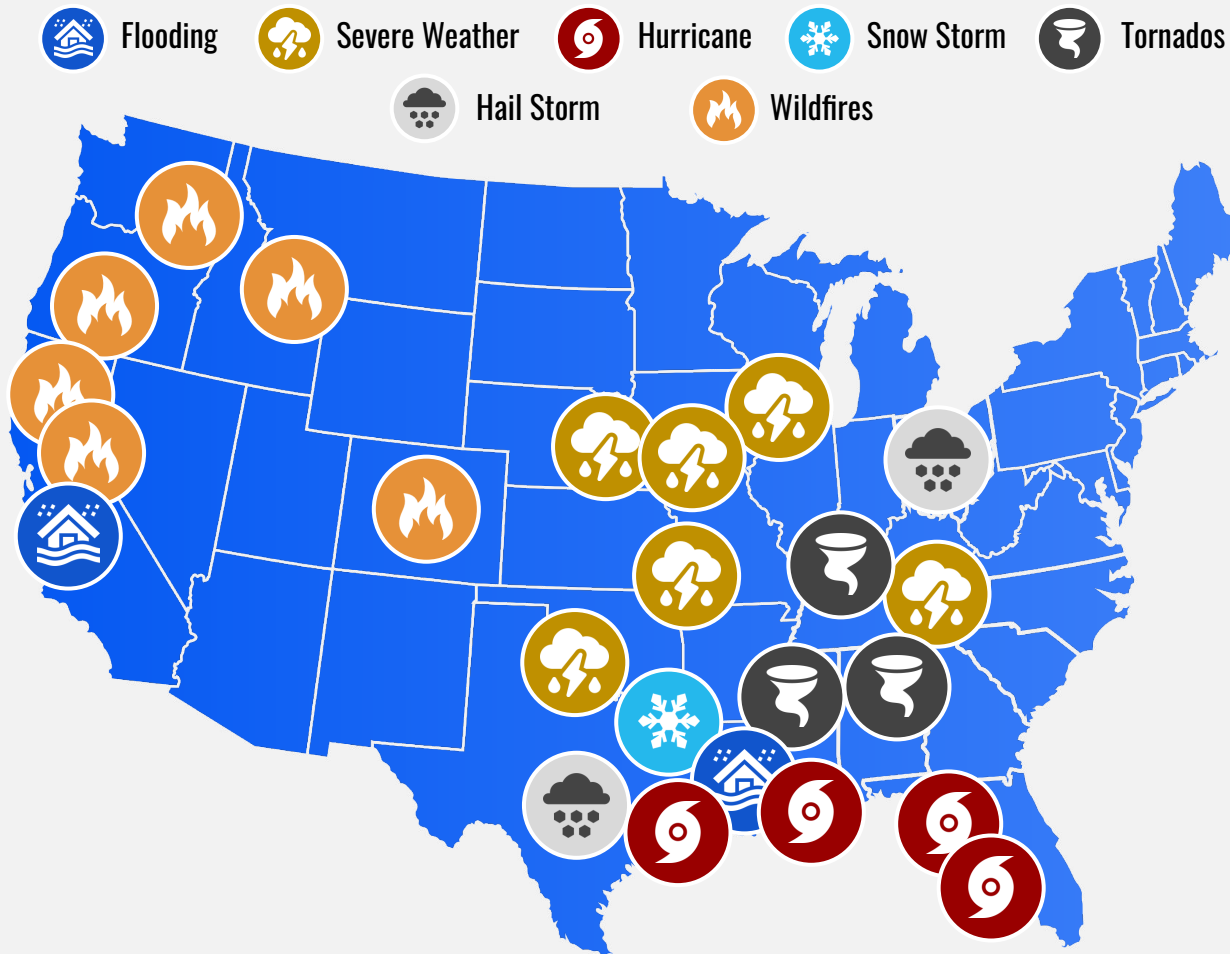 Flooding Severe Weather Hurricane Snow Storm Tornados
Hail Storm Wildfires